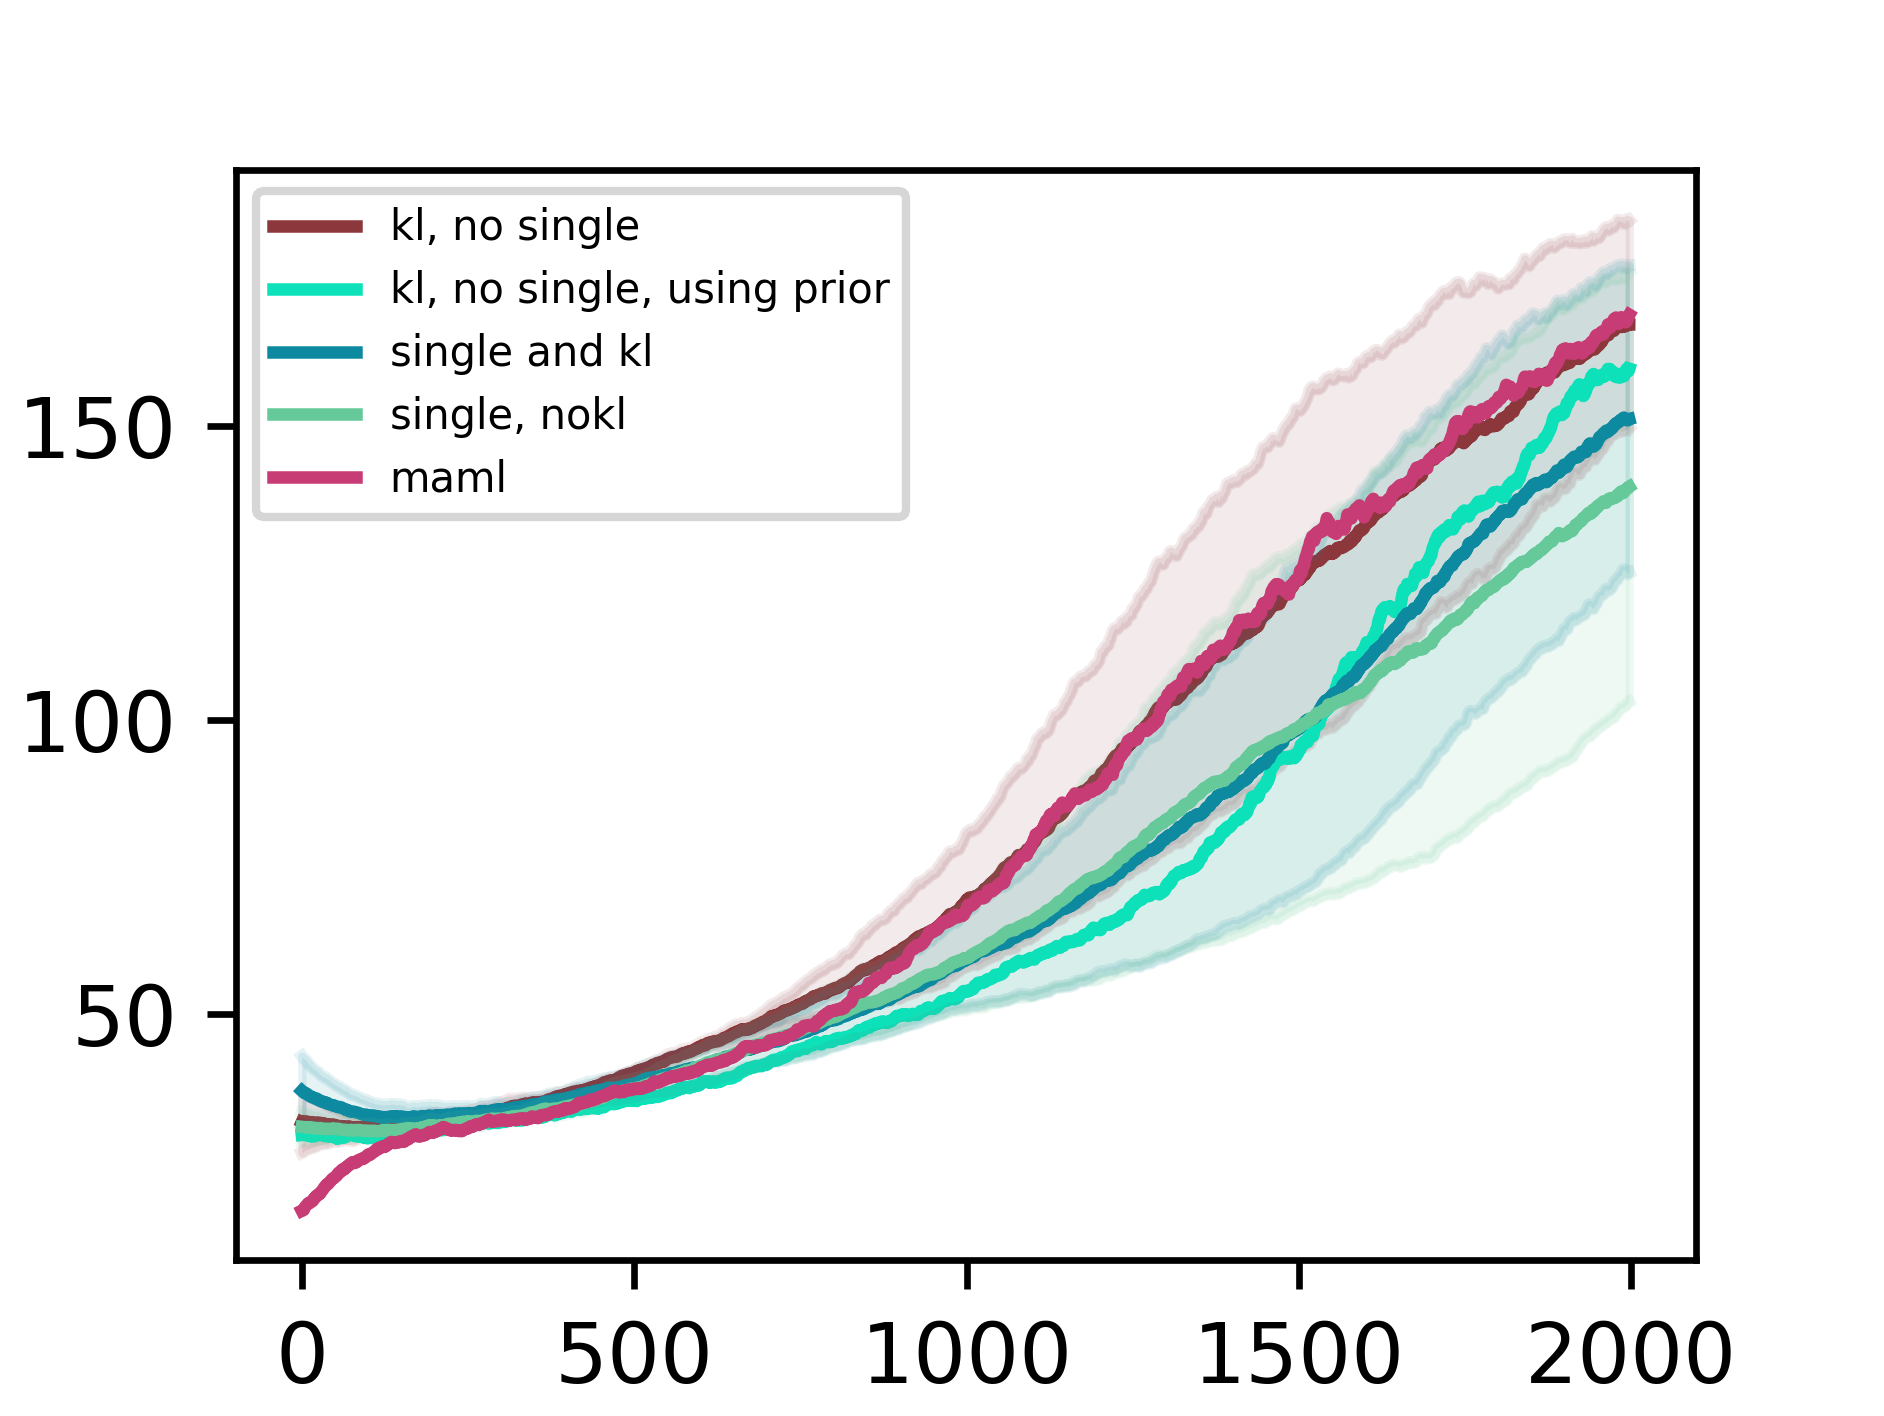 kl, no single
kl, no single, using prior
single and kl
single, nokl
maml
150
100
50
0 500 1000 1500 2000